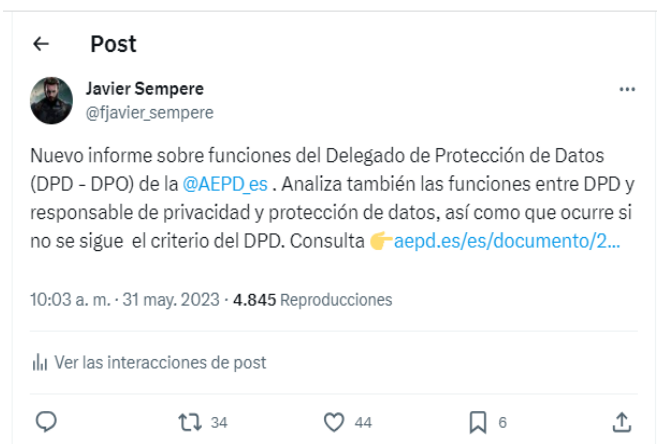 Post
Javier Sempere
@fjavier_sempere
Nuevo informe sobre funciones del Delegado de Protección de Datos
(DPD - DPO) de la @AEPD_es . Analiza también las funciones entre DPD y
responsable de privacidad y protección de datos, así como que ocurre si
no se sigue el criterio del DPD. Consulta 👉aepd.es/es/documento/2...
10:03 a. m. · 31 may. 2023 · 4.845 Reproducciones
Ver las interacciones de post
34 44 6